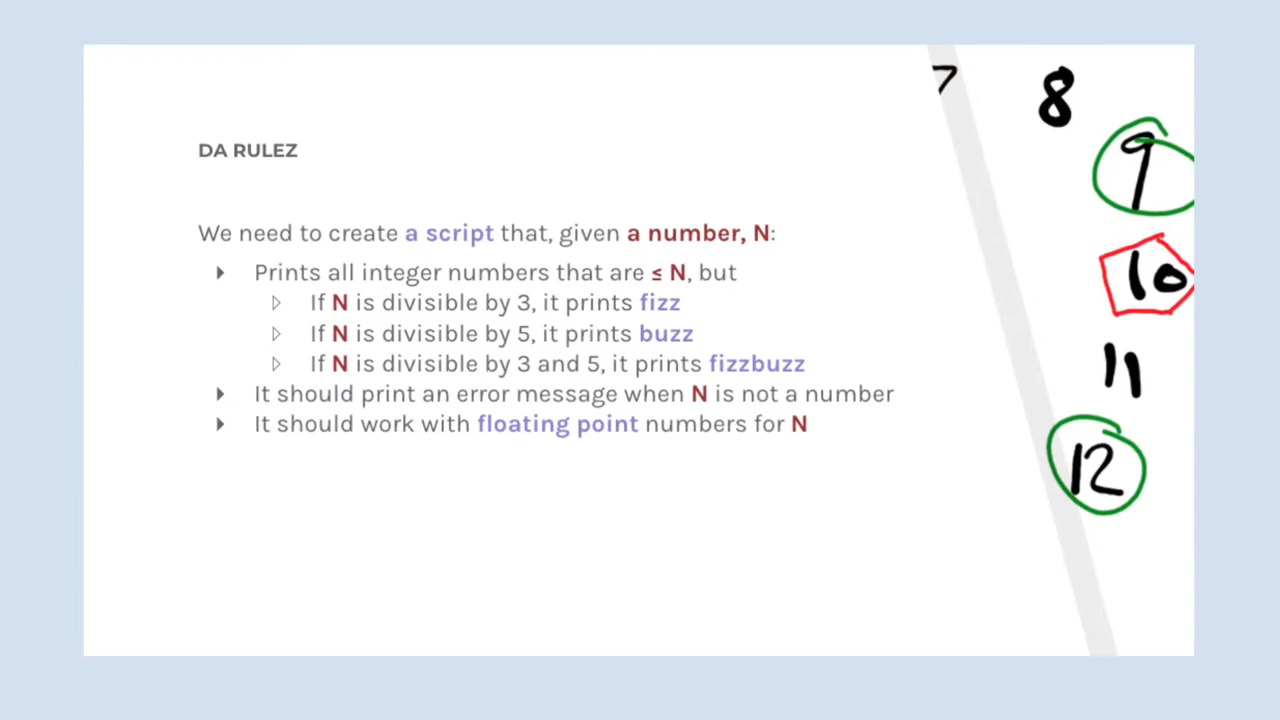 DA RULEZ
We need to create a script that, given a number, N:
Prints all integer numbers that are ≤ N, but
If N is divisible by 3, it prints fizz
If N is divisible by 5, it prints buzz
If N is divisible by 3 and 5, it prints fizzbuzz
It should print an error message when N is not a number
It should work with floating point numbers for N
7
8
9
10
11
12